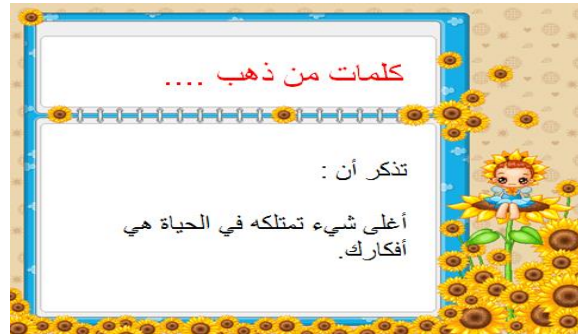 كلمات من ذهب ....
تذكر أن :
أغلى شيء تمتلكه في الحياة هي
أفكارك.